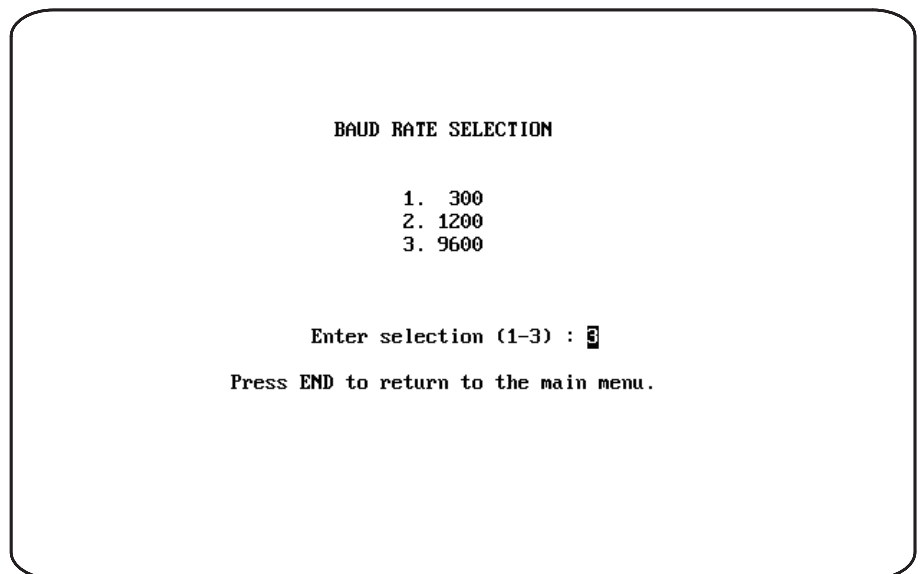 BAUD RATE SELECTION
1. 300
2. 1200
3. 9600
Enter selection (1-3) : 3
Press END to return to the main menu.